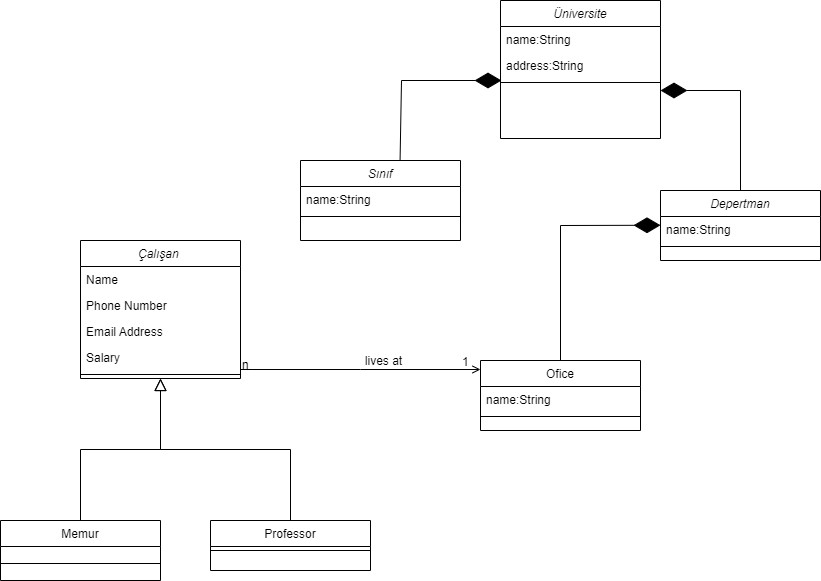 Üniversite
name:String
address:String
Sınıf
name:String
Depertman
name:String
Çalışan
Name
Phone Number
Email Address
Salary
n
lives at
1
Ofice
name:String
Memur
Professor